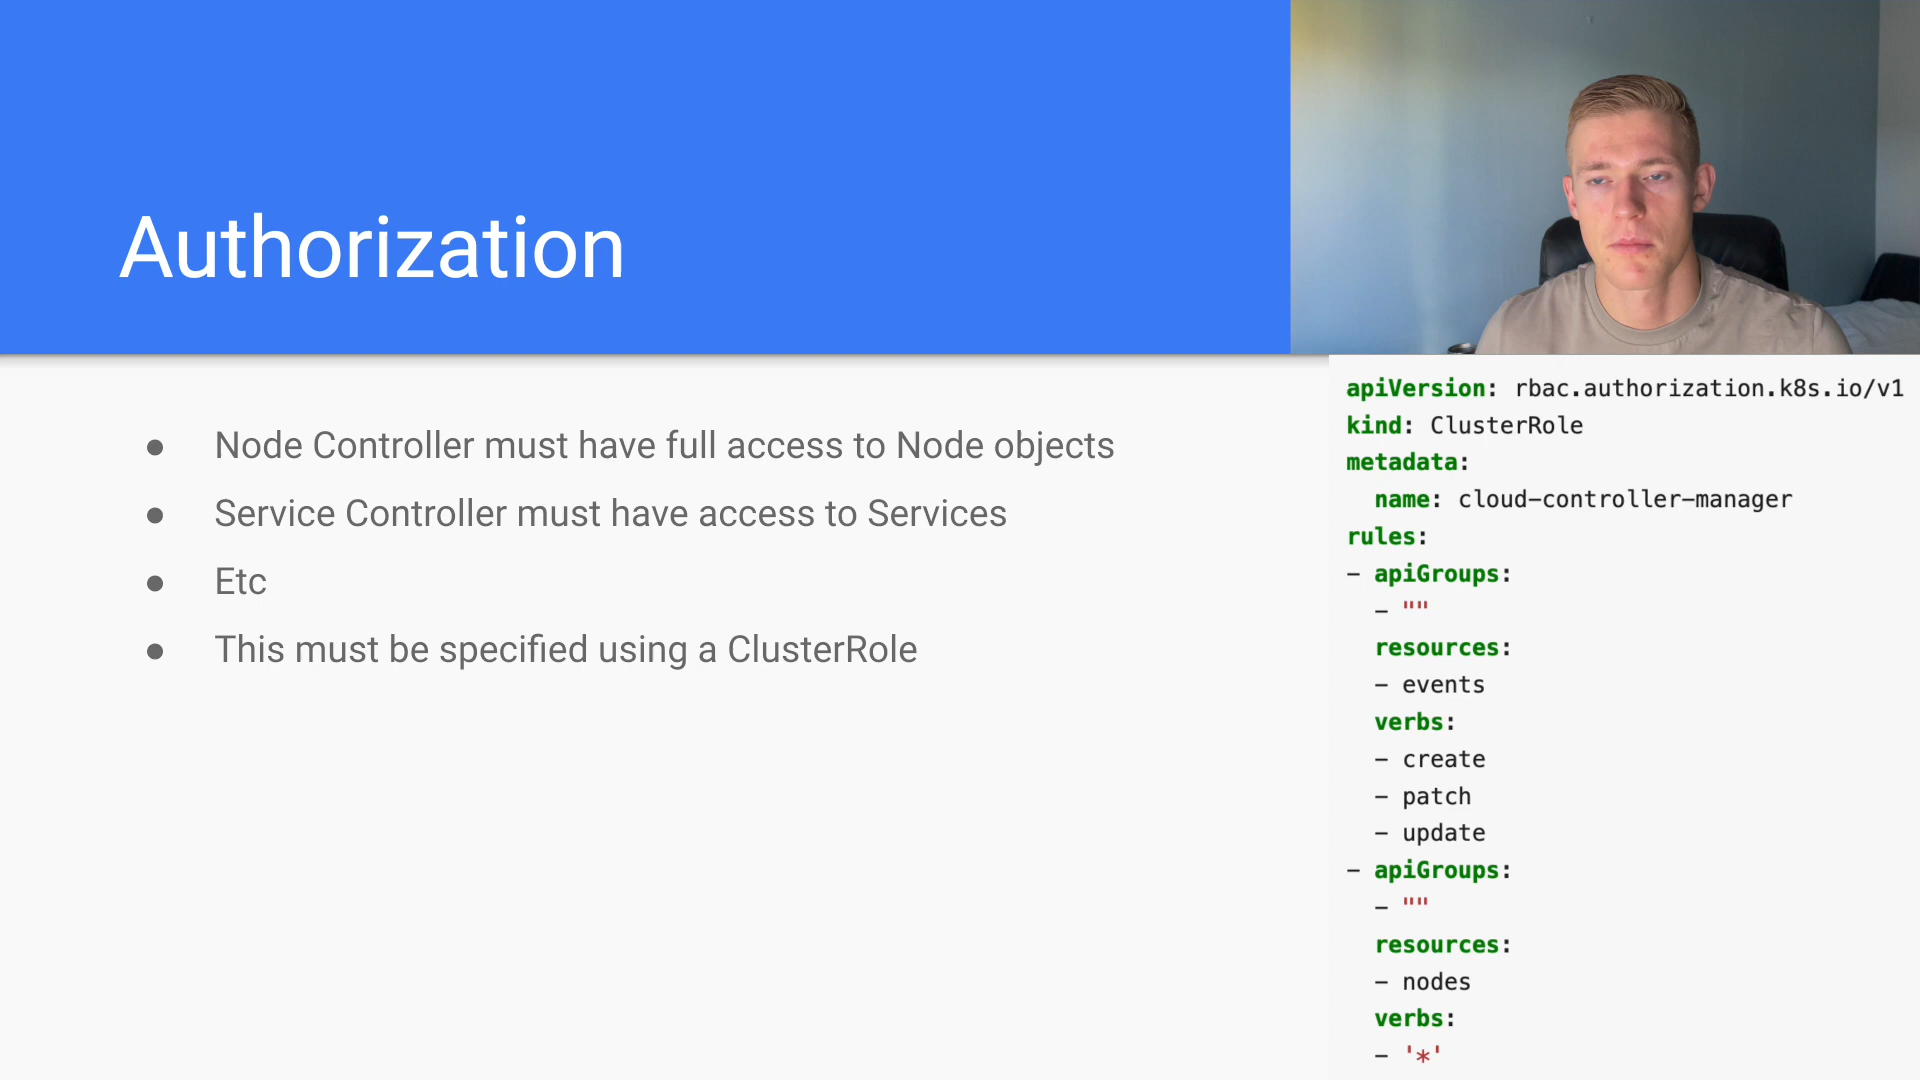 Authorization
● Node Controller must have full access to Node objects
● Service Controller must have access to Services
● Etc
● This must be specified using a ClusterRole
apiVersion: rbac.authorization.k8s.io/v1
kind: ClusterRole
metadata:
  name: cloud-controller-manager
rules:
- apiGroups:
  - ""
  resources:
  - events
  verbs:
  - create
  - patch
  - update
- apiGroups:
  - ""
  resources:
  - nodes
  verbs:
  - '*'